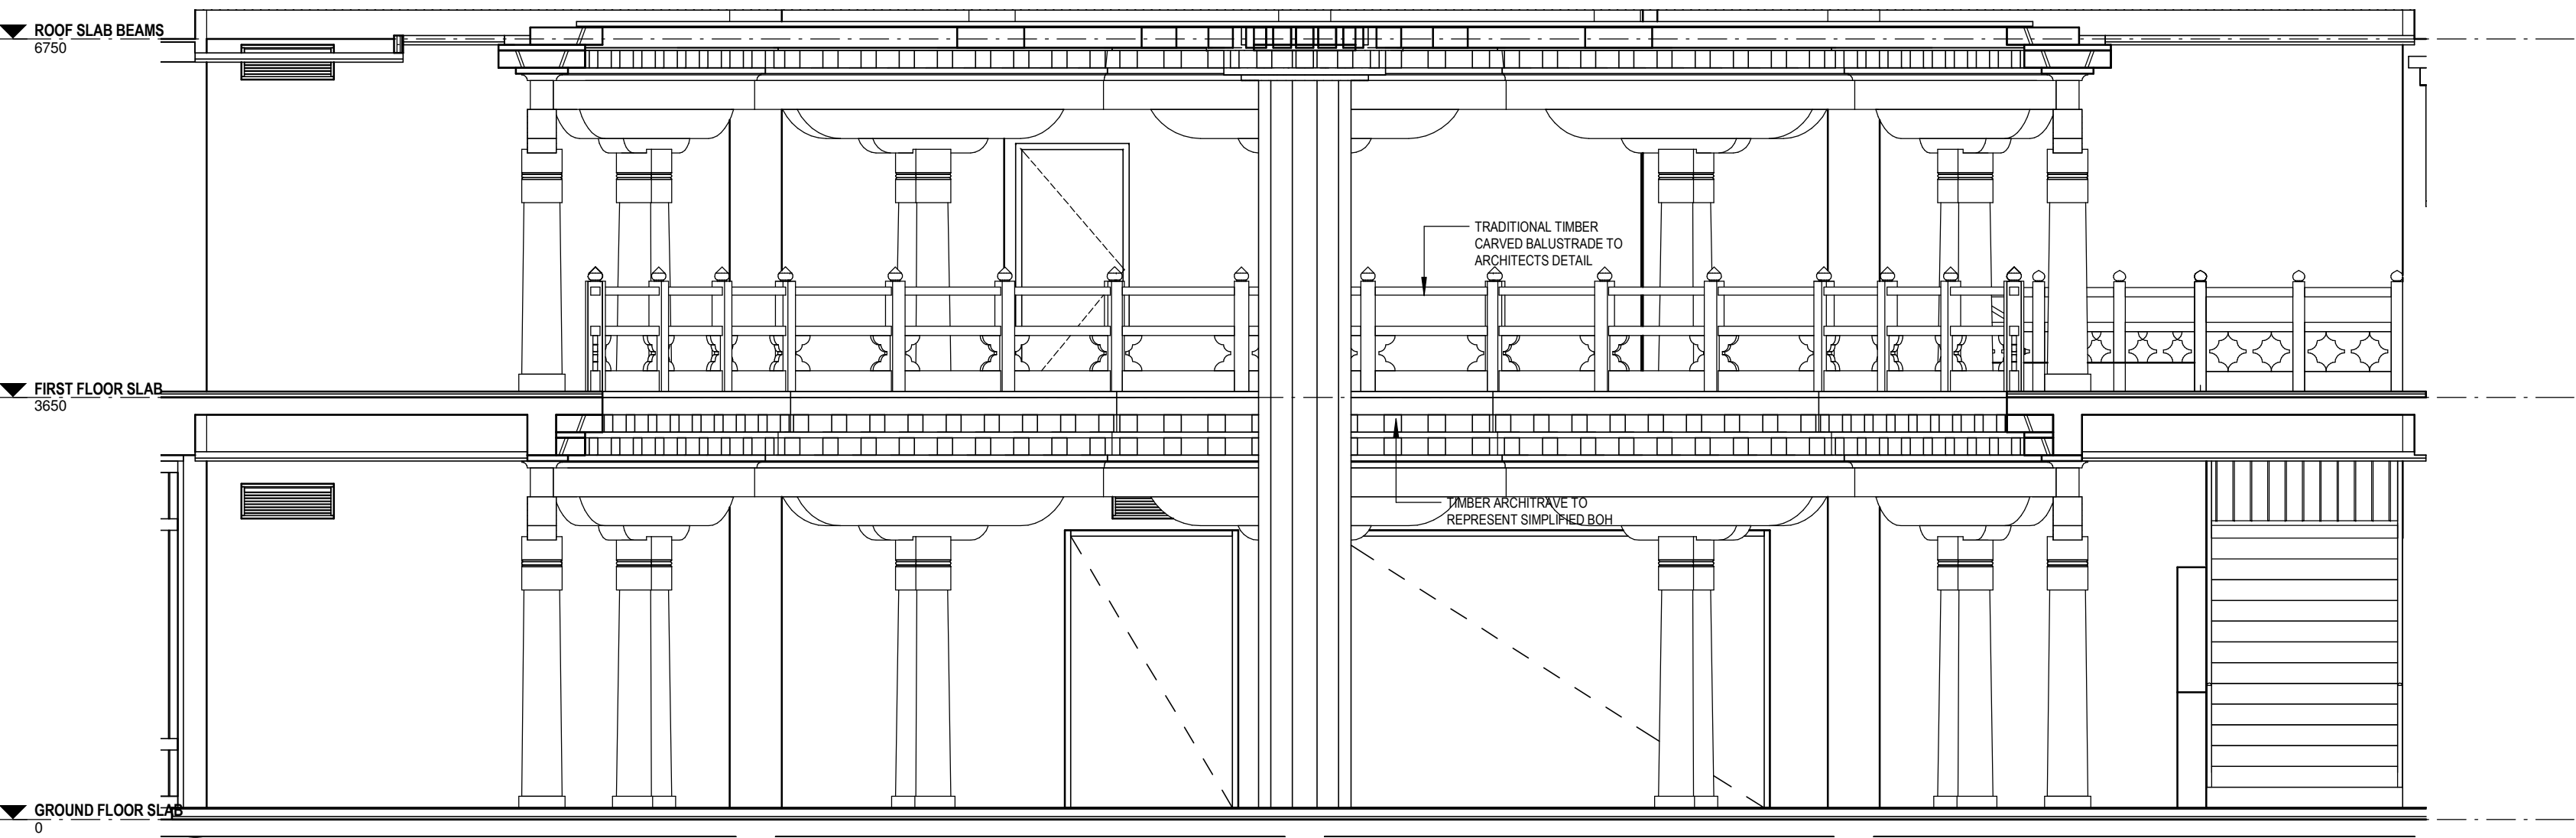 ROOF SLAB BEAMS
6750
TRADITIONAL TIMBER
CARVED BALUSTRADE TO
ARCHITECTS DETAIL
FIRST FLOOR SLAB
3650
TIMBER ARCHITRAVE TO
REPRESENT SIMPLIFIED BOH
GROUND FLOOR SLAB
0